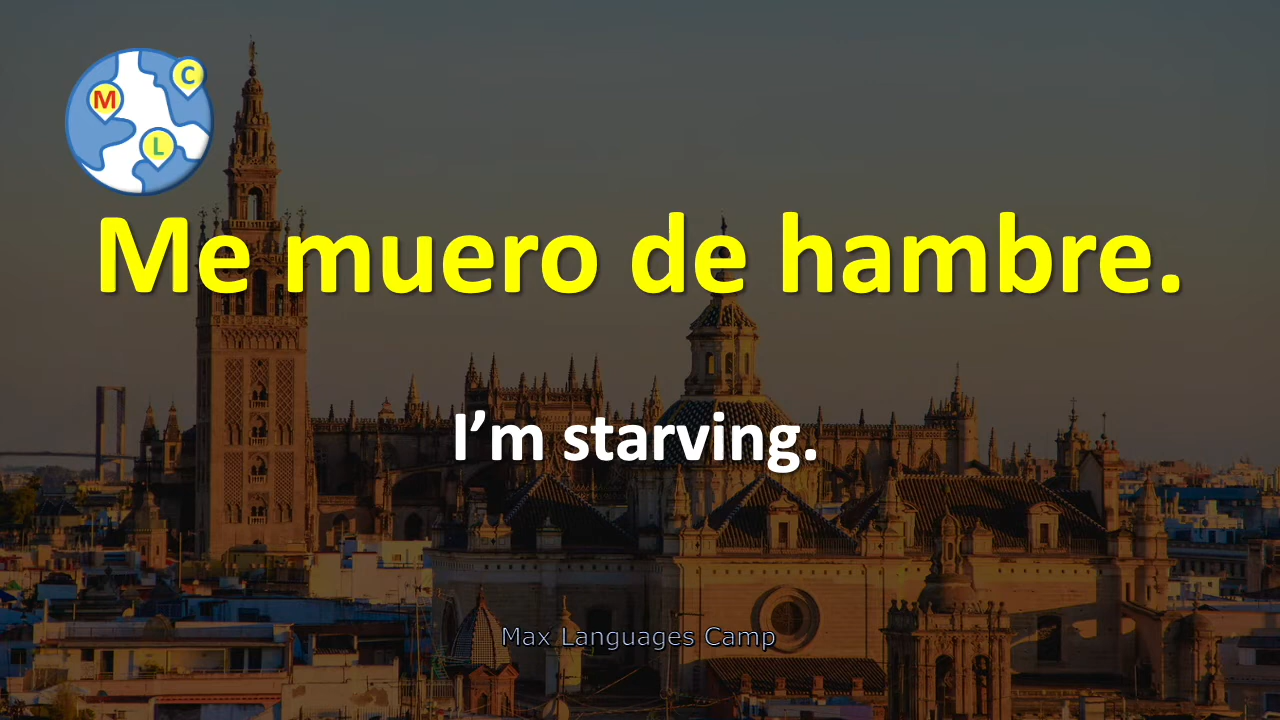 C
M
L
Me muero de hambre.
I’m starving.
Max Languages Camp